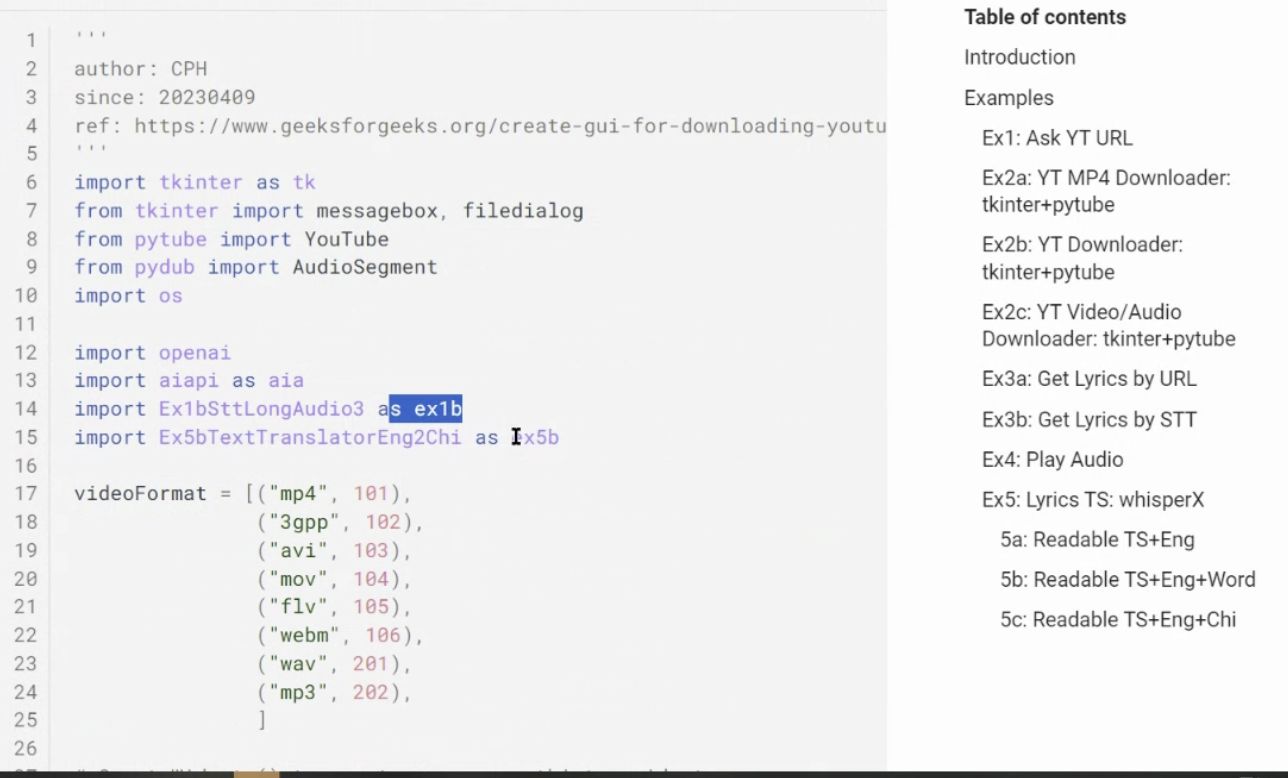 1 '''
2 author: CPH
3 since: 20230409
4 ref: https://www.geeksforgeeks.org/create-gui-for-downloading-youtu
5 '''
6 import tkinter as tk
7 from tkinter import messagebox, filedialog
8 from pytube import YouTube
9 from pydub import AudioSegment
10 import os
11
12 import openai
13 import aiapi as aia
14 import Ex1bSttLongAudio3 as ex1b
15 import Ex5bTextTranslatorEng2Chi as ex5b
16
17 videoFormat = [("mp4", 101),
18 ("3gpp", 102),
19 ("avi", 103),
20 ("mov", 104),
21 ("flv", 105),
22 ("webm", 106),
23 ("wav", 201),
24 ("mp3", 202),
25 ]
26
Table of contents
Introduction
Examples
Ex1: Ask YT URL
Ex2a: YT MP4 Downloader:
tkinter+pytube
Ex2b: YT Downloader:
tkinter+pytube
Ex2c: YT Video/Audio
Downloader: tkinter+pytube
Ex3a: Get Lyrics by URL
Ex3b: Get Lyrics by STT
Ex4: Play Audio
Ex5: Lyrics TS: whisperX
5a: Readable TS+Eng
5b: Readable TS+Eng+Word
5c: Readable TS+Eng+Chi